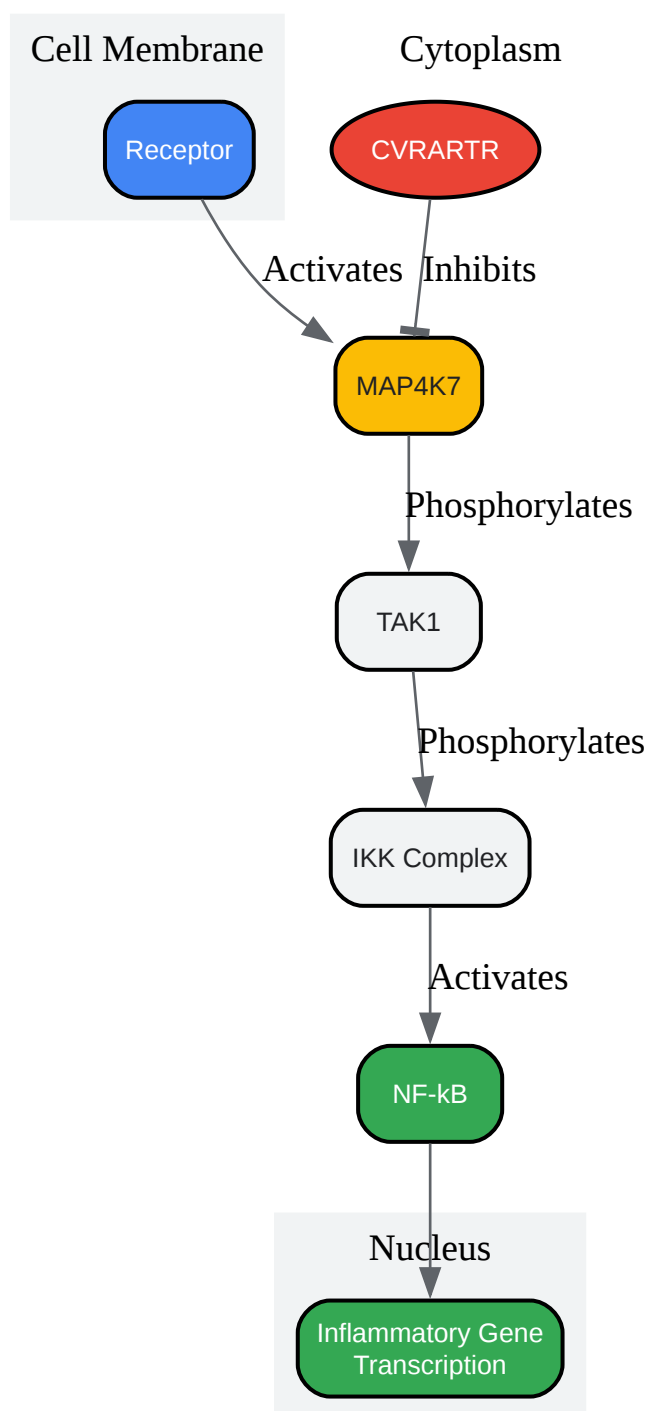 Cell Membrane
Cytoplasm
Receptor
CVRARTR
Activates
Inhibits
MAP4K7
Phosphorylates
TAK1
Phosphorylates
IKK Complex
Activates
NF-kB
Nucleus
Inflammatory Gene
Transcription